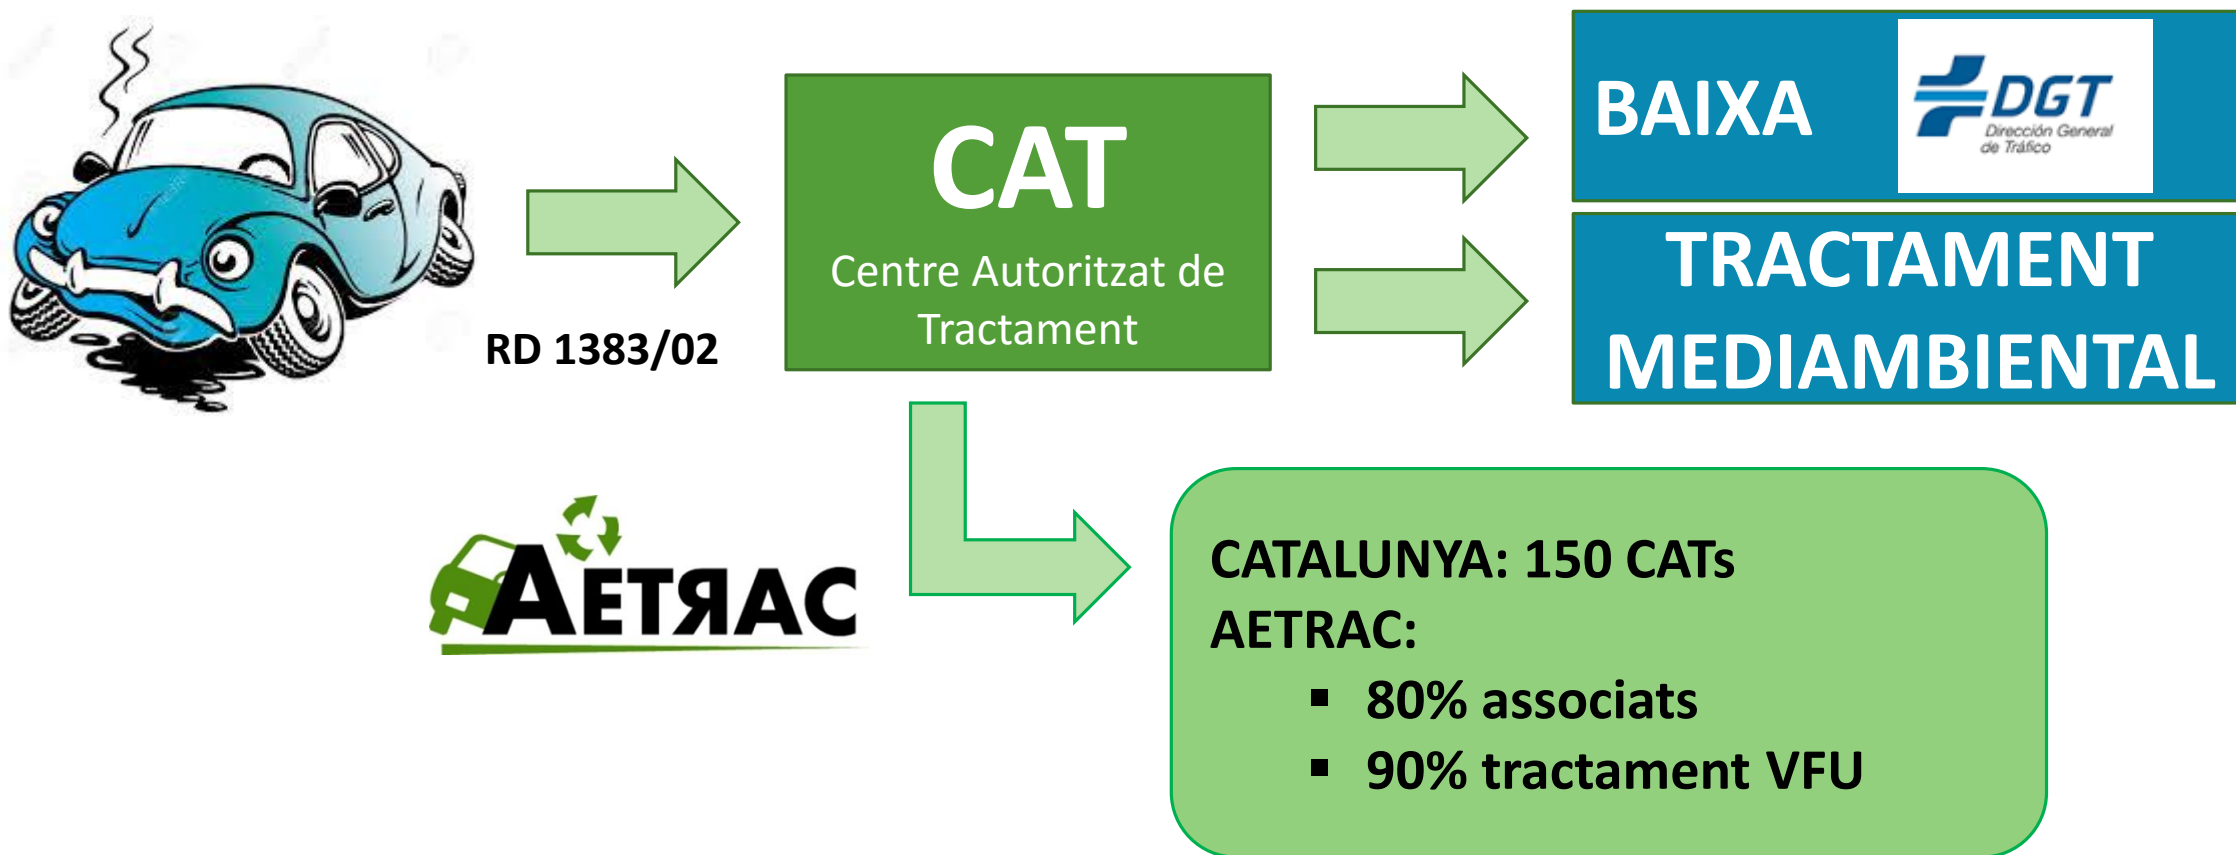 RD 1383/02
CAT
Centre Autoritzat de
Tractament
BAIXA
DGT
Dirección General
de Tráfico
TRACTAMENT
MEDIAMBIENTAL
AETRAC
CATALUNYA: 150 CATs
AETRAC:
▪ 80% associats
▪ 90% tractament VFU